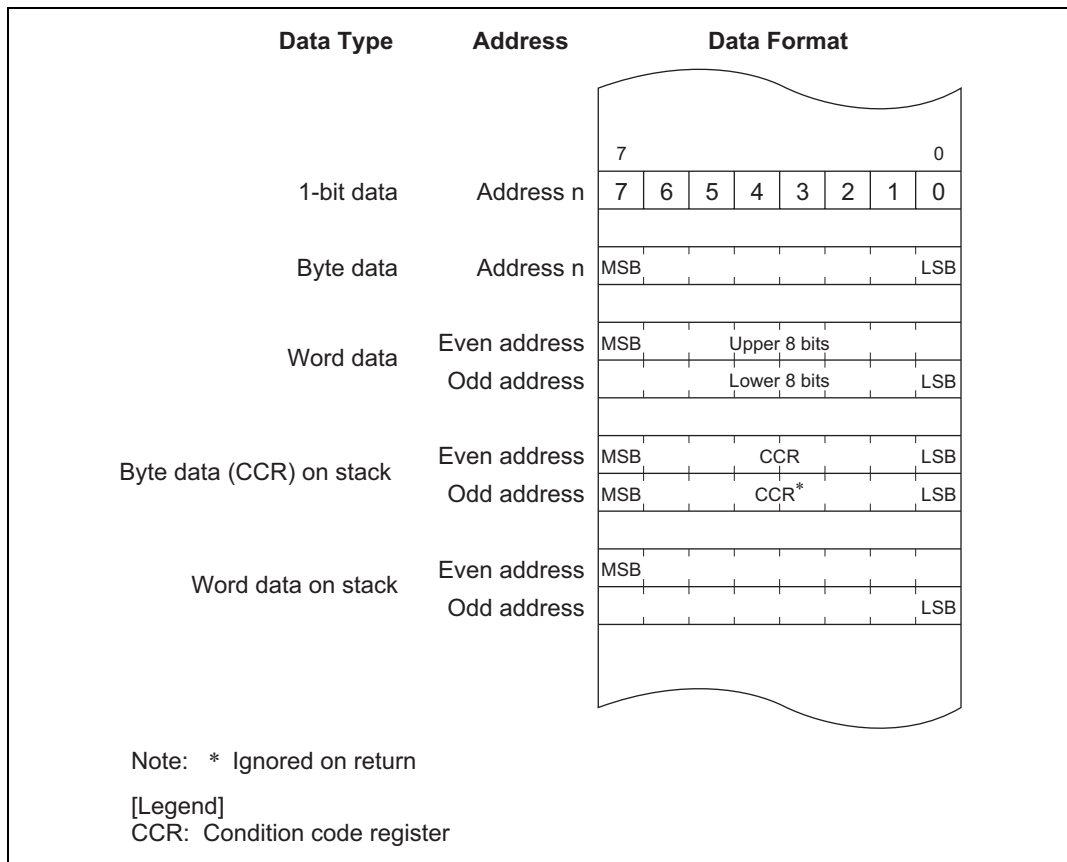 Data Type Address Data Format
7 0
1-bit data Address n 7 6 5 4 3 2 1 0
Byte data Address n MSB LSB
Word data
Even address MSB Upper 8 bits
Odd address Lower 8 bits LSB
Byte data (CCR) on stack
Even address MSB CCR LSB
Odd address MSB CCR* LSB
Word data on stack
Even address MSB
Odd address LSB
Note: * Ignored on return
[Legend]
CCR: Condition code register